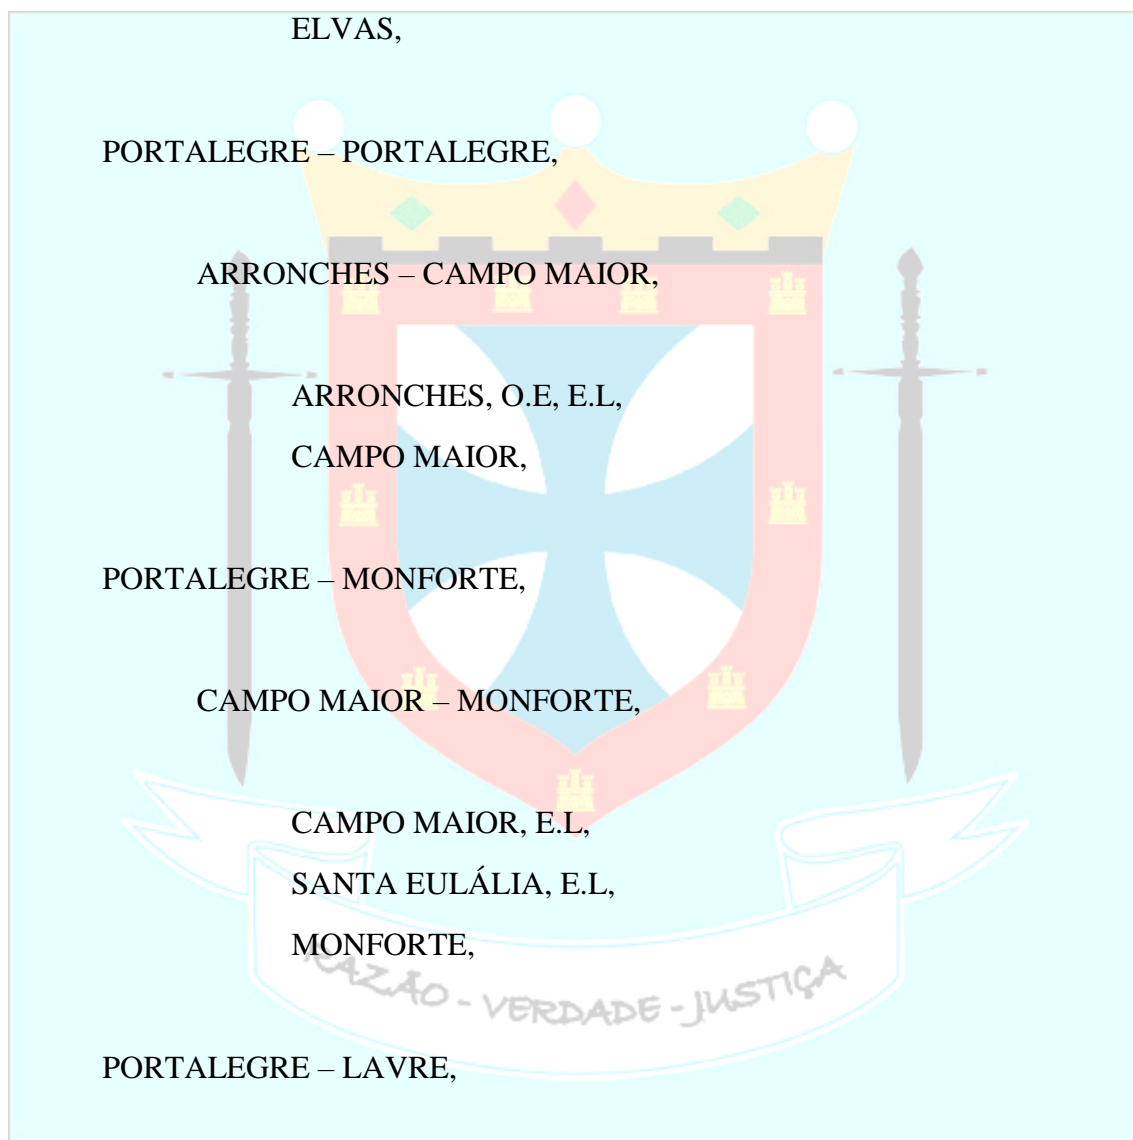 ELVAS,
PORTALEGRE – PORTALEGRE,
ARRONCHES – CAMPO MAIOR,
ARRONCHES, O.E, E.L,
CAMPO MAIOR,
PORTALEGRE – MONFORTE,
CAMPO MAIOR – MONFORTE,
CAMPO MAIOR, E.L,
SANTA EULÁLIA, E.L,
MONFORTE,
RAZÃO - VERDADE - JUSTIÇA
PORTALEGRE – LAVRE,